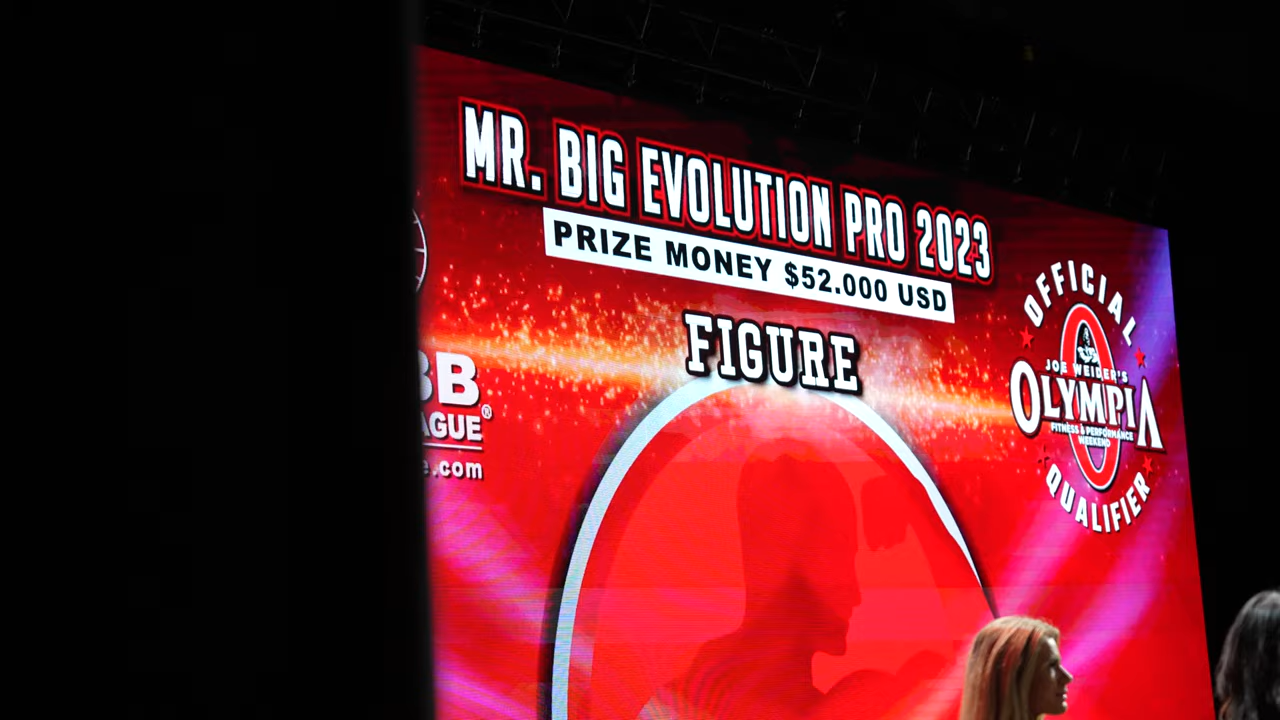 MR. BIG EVOLUTION PRO 2023
PRIZE MONEY $52.000 USD
FIGURE
BB
AGUE®
e.com
OFFICIAL
JOE WEIDER'S
OLYMPIA
FITNESS & PERFORMANCE
WEEKEND
QUALIFIER